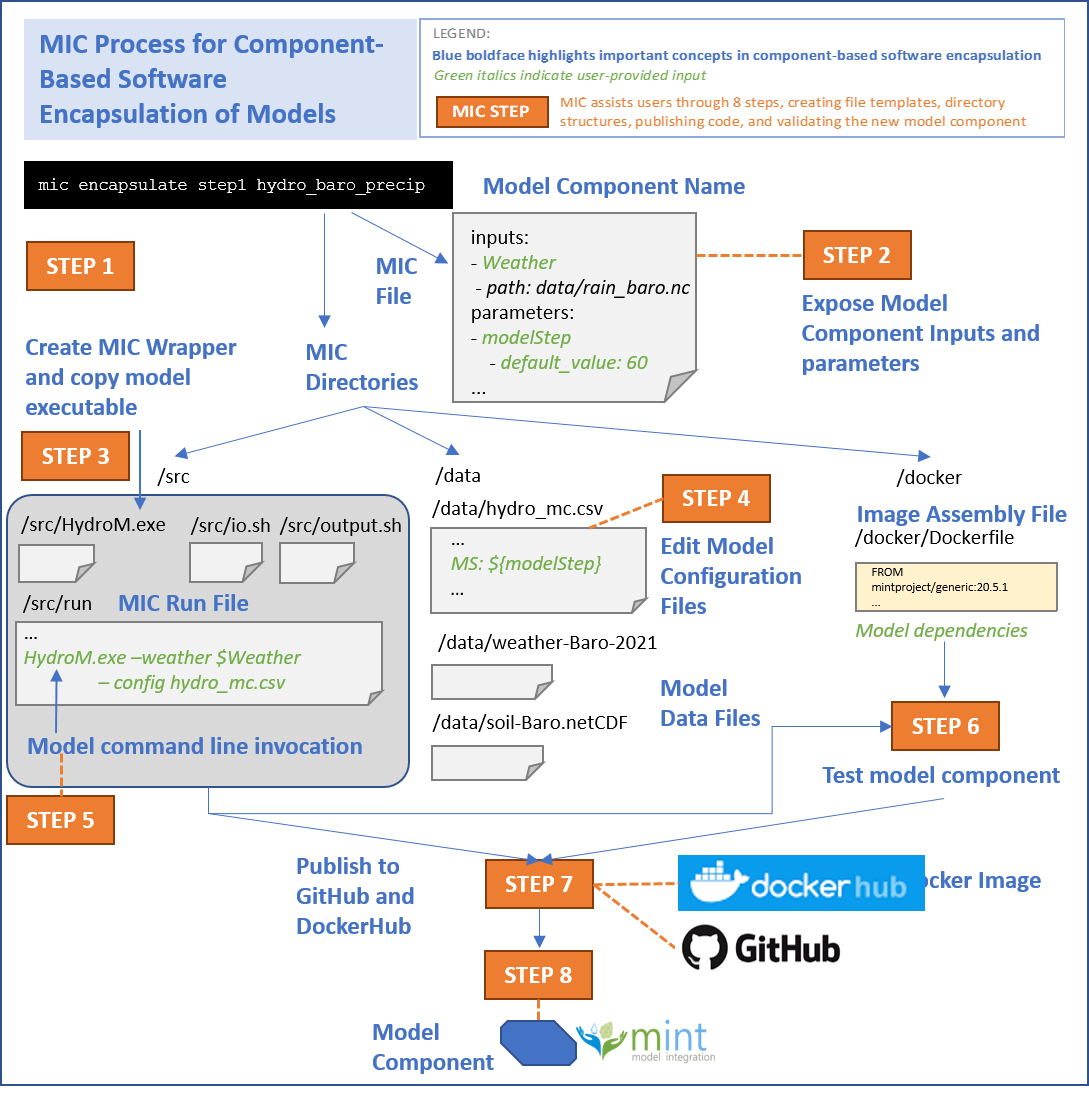 MIC Process for Component-
Based Software
Encapsulation of Models
LEGEND:
Blue boldface highlights important concepts in component-based software encapsulation
Green italics indicate user-provided input
MIC STEP
MIC assists users through 8 steps, creating file templates, directory
structures, publishing code, and validating the new model component
mic encapsulate step1 hydro_baro_precip
Model Component Name
STEP 1
MIC
File
inputs:
- Weather
- path: data/rain_baro.nc
parameters:
- modelStep
- default_value: 60
...
STEP 2
Expose Model
Component Inputs and
parameters
Create MIC Wrapper
and copy model
executable
MIC
Directories
STEP 3
/src
/data
/docker
/src/HydroM.exe
/src/io.sh
/src/output.sh
/src/run
MIC Run File
...
HydroM.exe –weather $Weather
– config hydro_mc.csv
Model command line invocation
STEP 5
/data/hydro_mc.csv
...
MS: ${modelStep}
...
STEP 4
Edit Model
Configuration
Files
/data/weather-Baro-2021
/data/soil-Baro.netCDF
Model
Data Files
Image Assembly File
/docker/Dockerfile
FROM
mintproject/generic:20.5.1
...
Model dependencies
STEP 6
Test model component
Publish to
GitHub and
DockerHub
STEP 7
docker hub
ocker Image
GitHub
STEP 8
Model
Component
mint
model integration